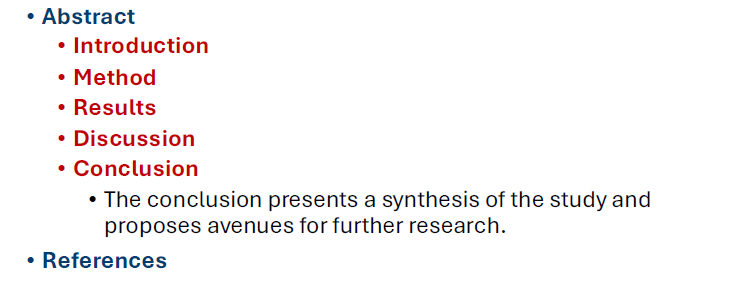 • Abstract
• Introduction
• Method
• Results
• Discussion
• Conclusion
• The conclusion presents a synthesis of the study and
proposes avenues for further research.
• References